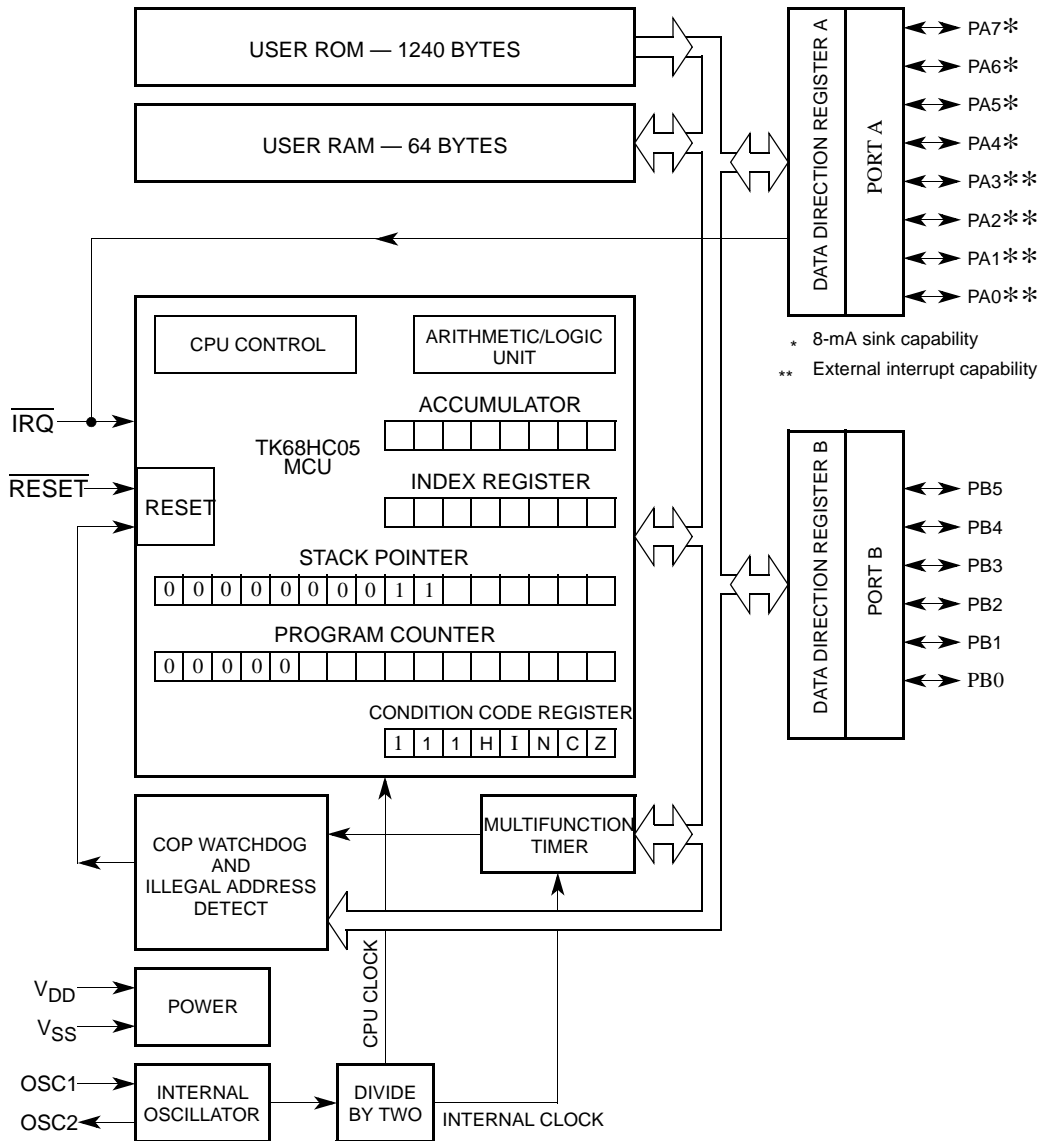 USER ROM — 1240 BYTES
USER RAM — 64 BYTES
DATA DIRECTION REGISTER A
PORT A
PA7*
PA6*
PA5*
PA4*
PA3**
PA2**
PA1**
PA0**
* 8-mA sink capability
** External interrupt capability
CPU CONTROL
ARITHMETIC/LOGIC
UNIT
ACCUMULATOR
IRQ
TK68HC05
MCU
RESET
RESET
INDEX REGISTER
STACK POINTER
0 0 0 0 0 0 0 0 1 1
PROGRAM COUNTER
0 0 0 0 0
CONDITION CODE REGISTER
1 1 1 H I N C Z
DATA DIRECTION REGISTER B
PORT B
PB5
PB4
PB3
PB2
PB1
PB0
COP WATCHDOG
AND
ILLEGAL ADDRESS
DETECT
MULTIFUNCTION
TIMER
CPU CLOCK
VDD
VSS
POWER
OSC1
OSC2
INTERNAL
OSCILLATOR
DIVIDE
BY TWO
INTERNAL CLOCK